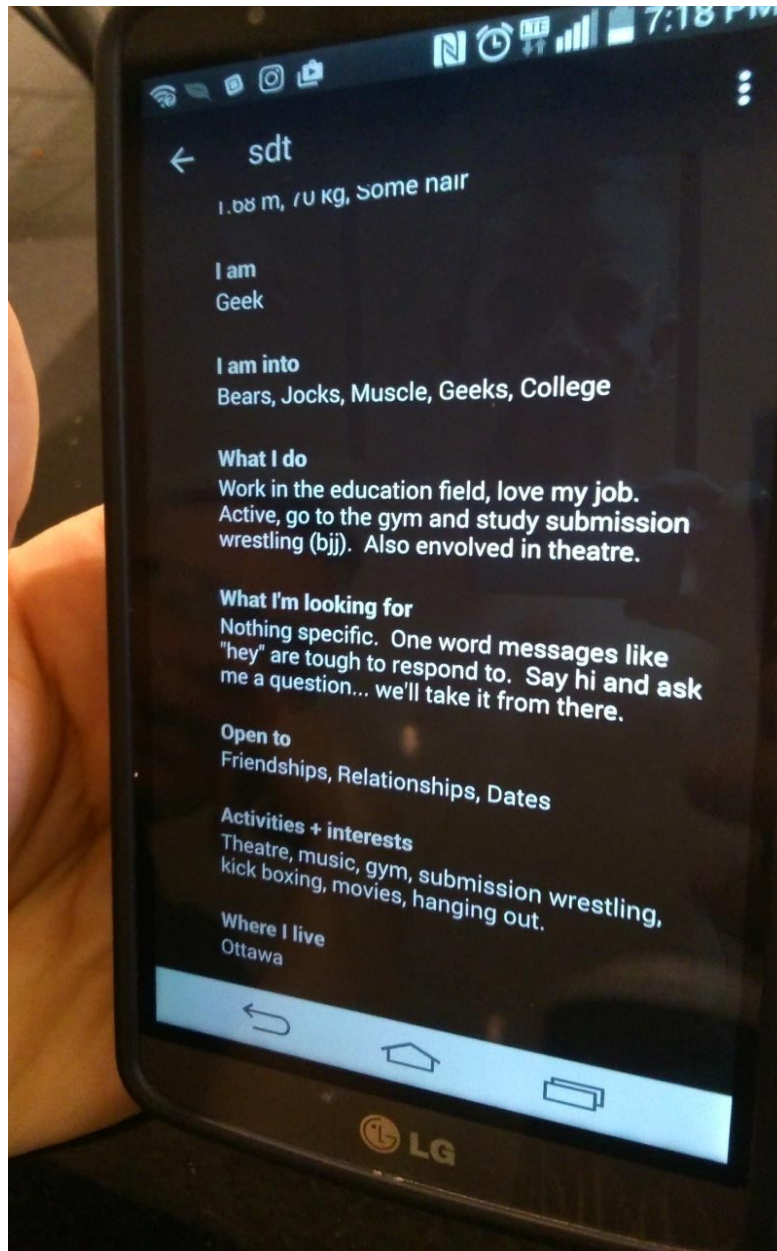 7:18 PM
sdt
1.68 m, 70 kg, Some hair
I am
Geek
I am into
Bears, Jocks, Muscle, Geeks, College
What I do
Work in the education field, love my job.
Active, go to the gym and study submission
wrestling (bjj).  Also envolved in theatre.
What I'm looking for
Nothing specific.  One word messages like
"hey" are tough to respond to.  Say hi and ask
me a question... we'll take it from there.
Open to
Friendships, Relationships, Dates
Activities + interests
Theatre, music, gym, submission wrestling,
kick boxing, movies, hanging out.
Where I live
Ottawa
LG